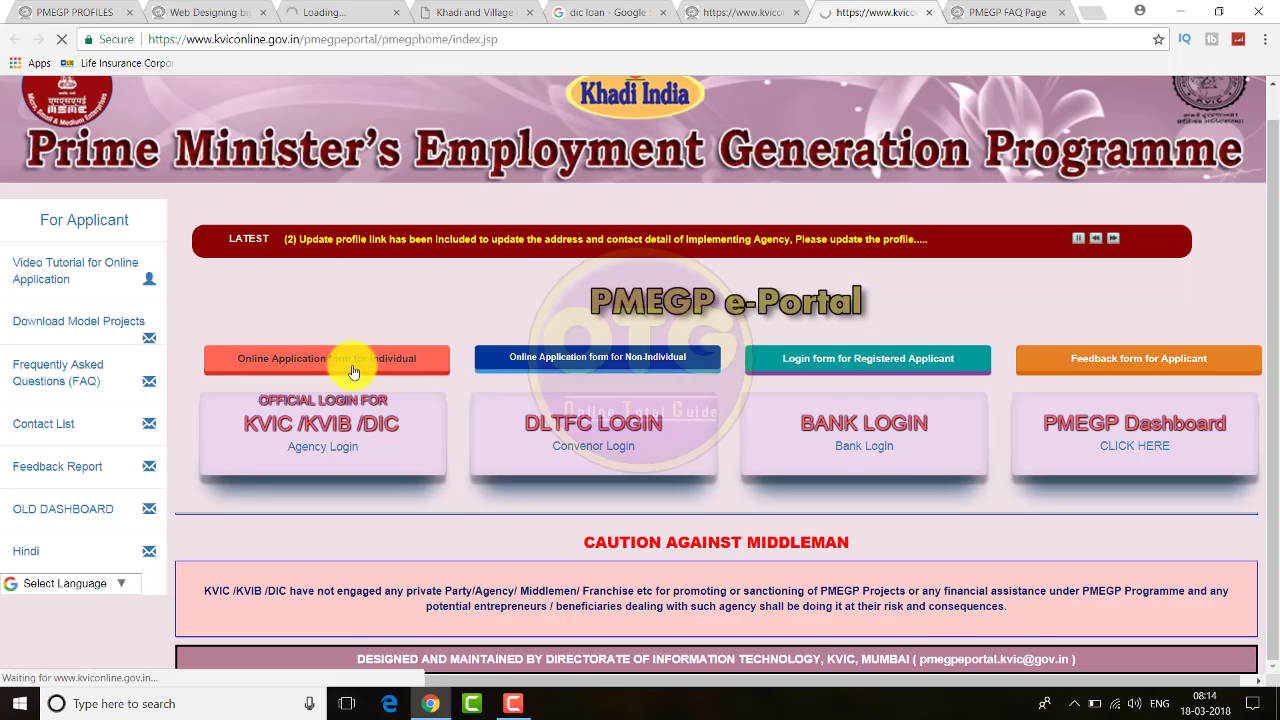 PMEGP PROFILES
Web Designing big
Loading...
Application and Village
dic loan - Google S
https://www.kvicon
https://www.kvico
PMEGP FAQ Page
Secure
https://www.kviconline.gov.in/pmegpeportal/pmegphome/index.jsp
Apps
Life Insurance Corpor
Khadi India
Prime Minister's Employment Generation Programme
For Applicant
LATEST
(2) Update profile link has been included to update the address and contact detail of Implementing Agency, Please update the profile.....
Video Tutorial for Online
Application
PMEGP e-Portal
Download Model Projects
Online Application form for Individual
Online Application form for Non-Individual
Login form for Registered Applicant
Feedback form for Applicant
Frequently Asked
Questions (FAQ)
OFFICIAL LOGIN FOR
KVIC /KVIB /DIC
Agency Login
DLTFC LOGIN
Convenor Login
BANK LOGIN
Bank Login
PMEGP Dashboard
CLICK HERE
OTG
Online Total Guide
Contact List
Feedback Report
OLD DASHBOARD
Hindi
Select Language
CAUTION AGAINST MIDDLEMAN
KVIC /KVIB /DIC have not engaged any private Party/Agency/ Middlemen/ Franchise etc for promoting or sanctioning of PMEGP Projects or any financial assistance under PMEGP Programme and any
potential entrepreneurs / beneficiaries dealing with such agency shall be doing it at their risk and consequences.
DESIGNED AND MAINTAINED BY DIRECTORATE OF INFORMATION TECHNOLOGY, KVIC, MUMBAI ( pmegpeportal.kvic@gov.in )
Waiting for www.kviconline.gov.in...
Type here to search
08:14
18-03-2018